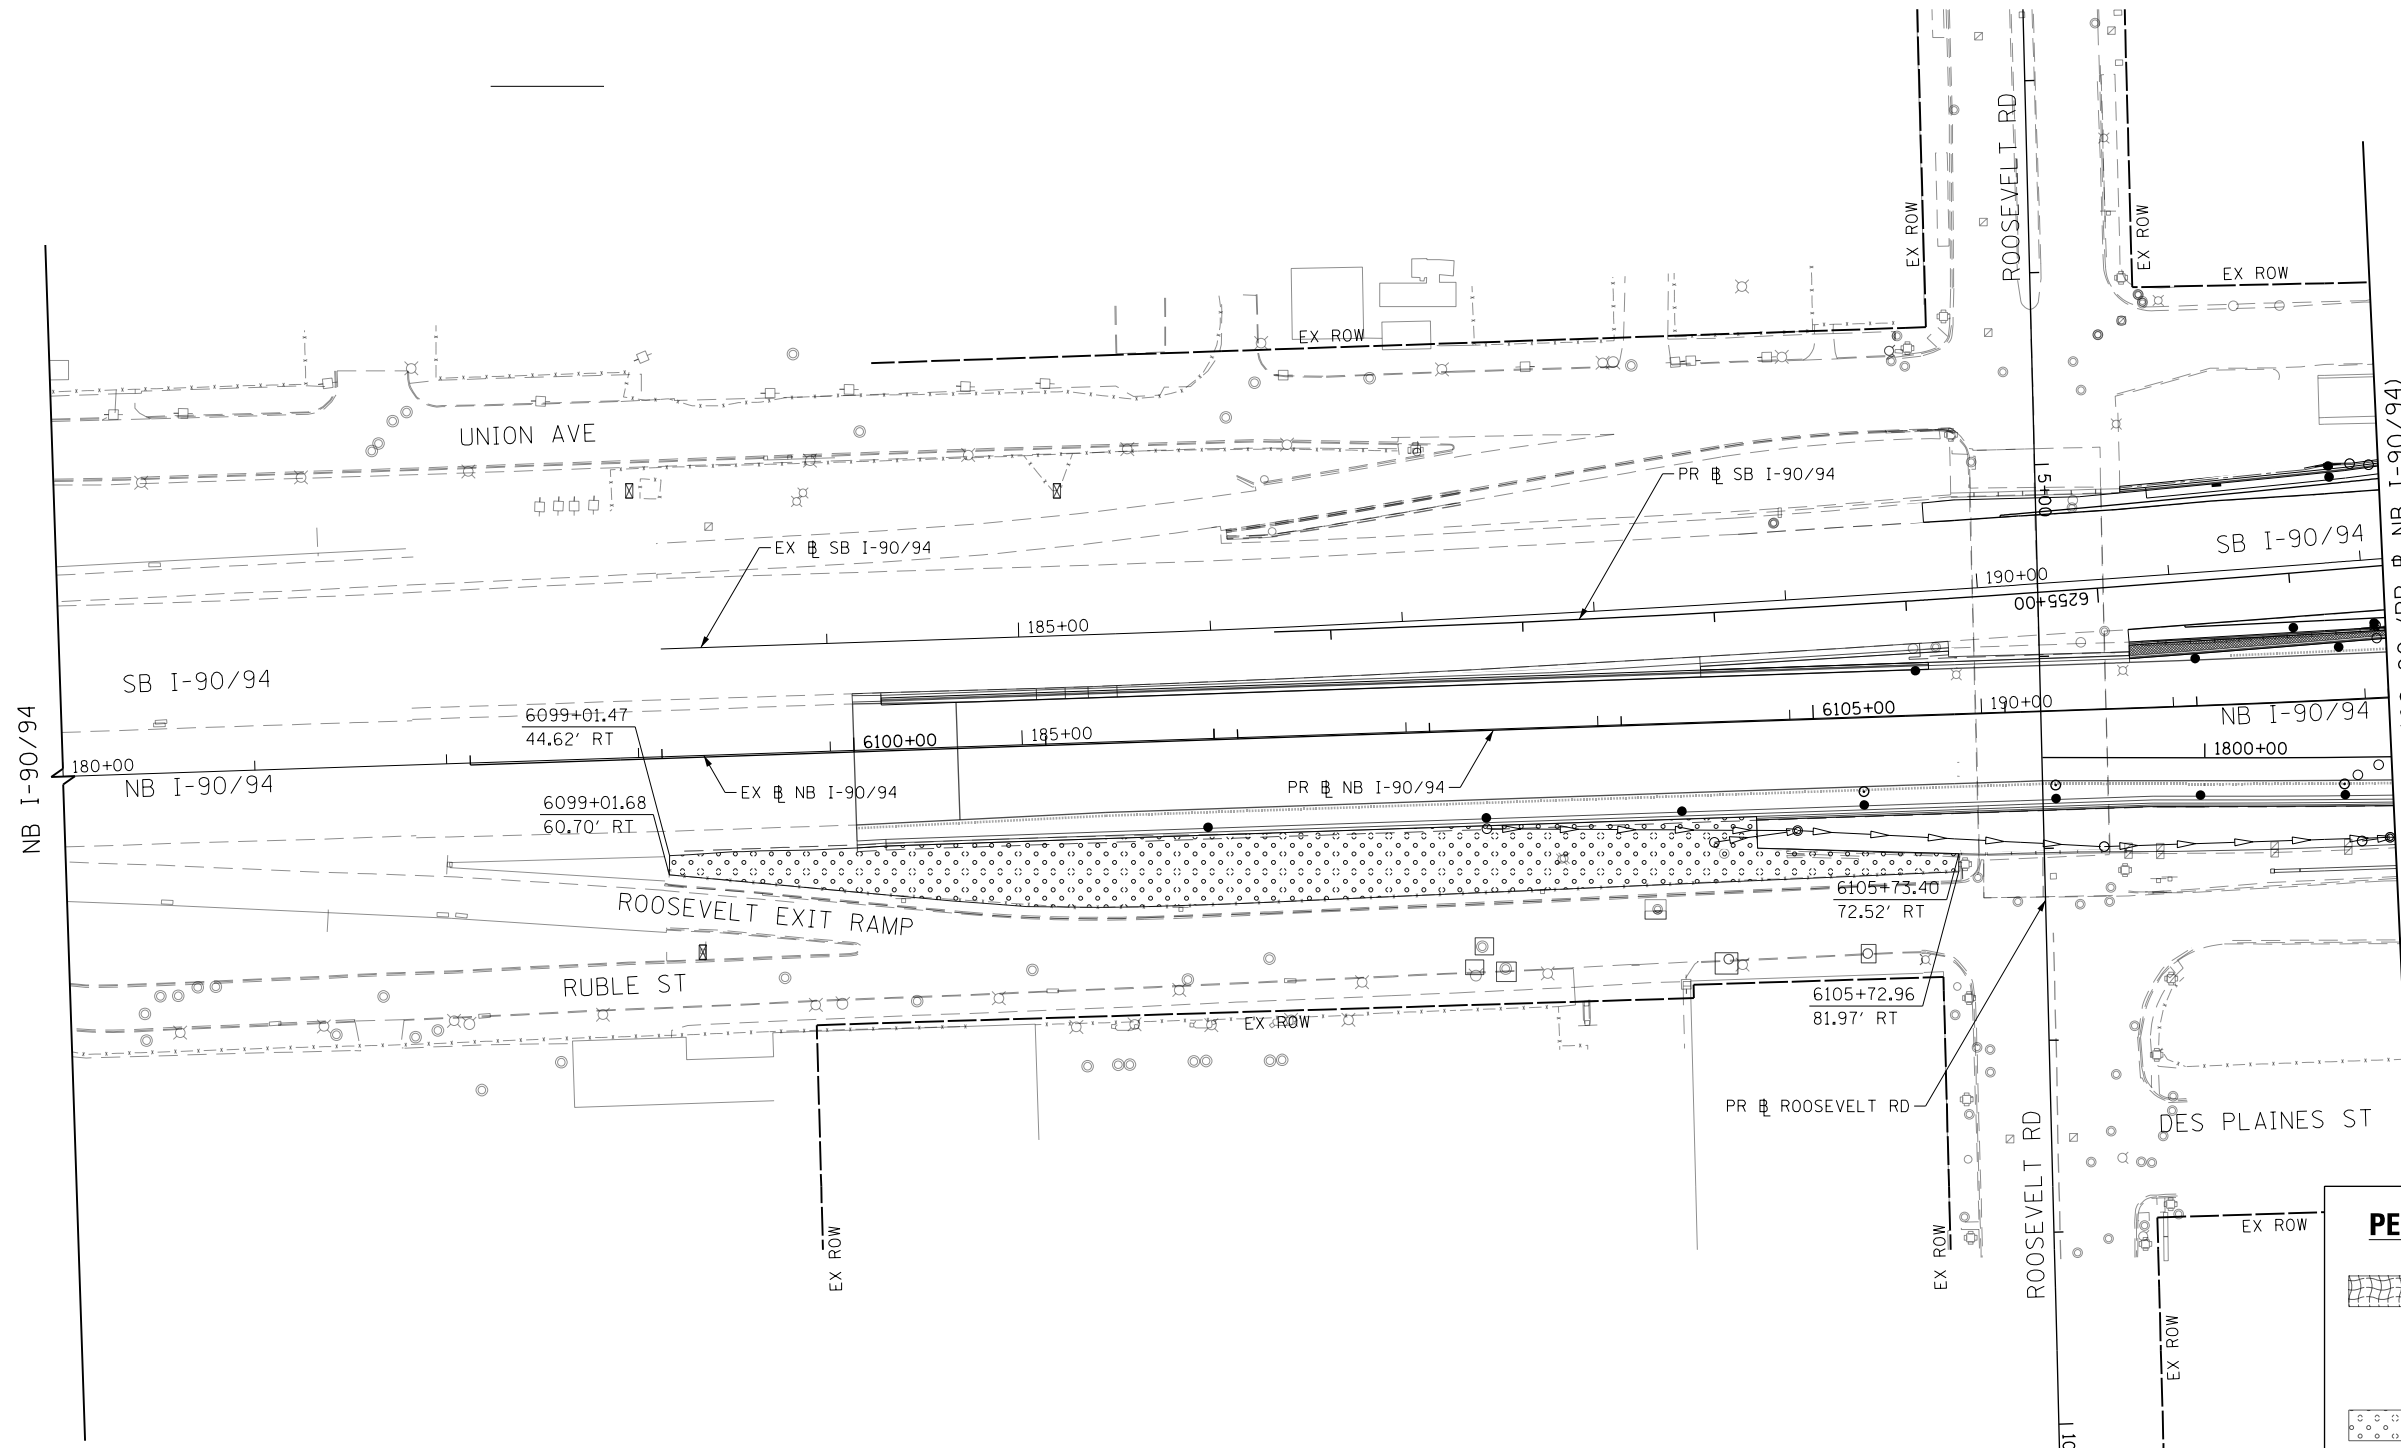 ROOSEVELT RD
EX ROW
EX ROW
EX ROW
EX ROW
UNION AVE
PR ℄ SB I-90/94
5+00
EX ℄ SB I-90/94
SB I-90/94
190+00
6255+00
185+00
SB I-90/94
6099+01.47
44.62' RT
6105+00
190+00
NB I-90/94
6100+00
185+00
1800+00
180+00
NB I-90/94
NB I-90/94
EX ℄ NB I-90/94
PR ℄ NB I-90/94
6099+01.68
60.70' RT
6105+73.40
72.52' RT
ROOSEVELT EXIT RAMP
RUBLE ST
6105+72.96
81.97' RT
EX ROW
PR ℄ ROOSEVELT RD
DES PLAINES ST
ROOSEVELT RD
EX ROW
EX ROW
EX ROW
EX ROW
PE
NB I-90/94)
10